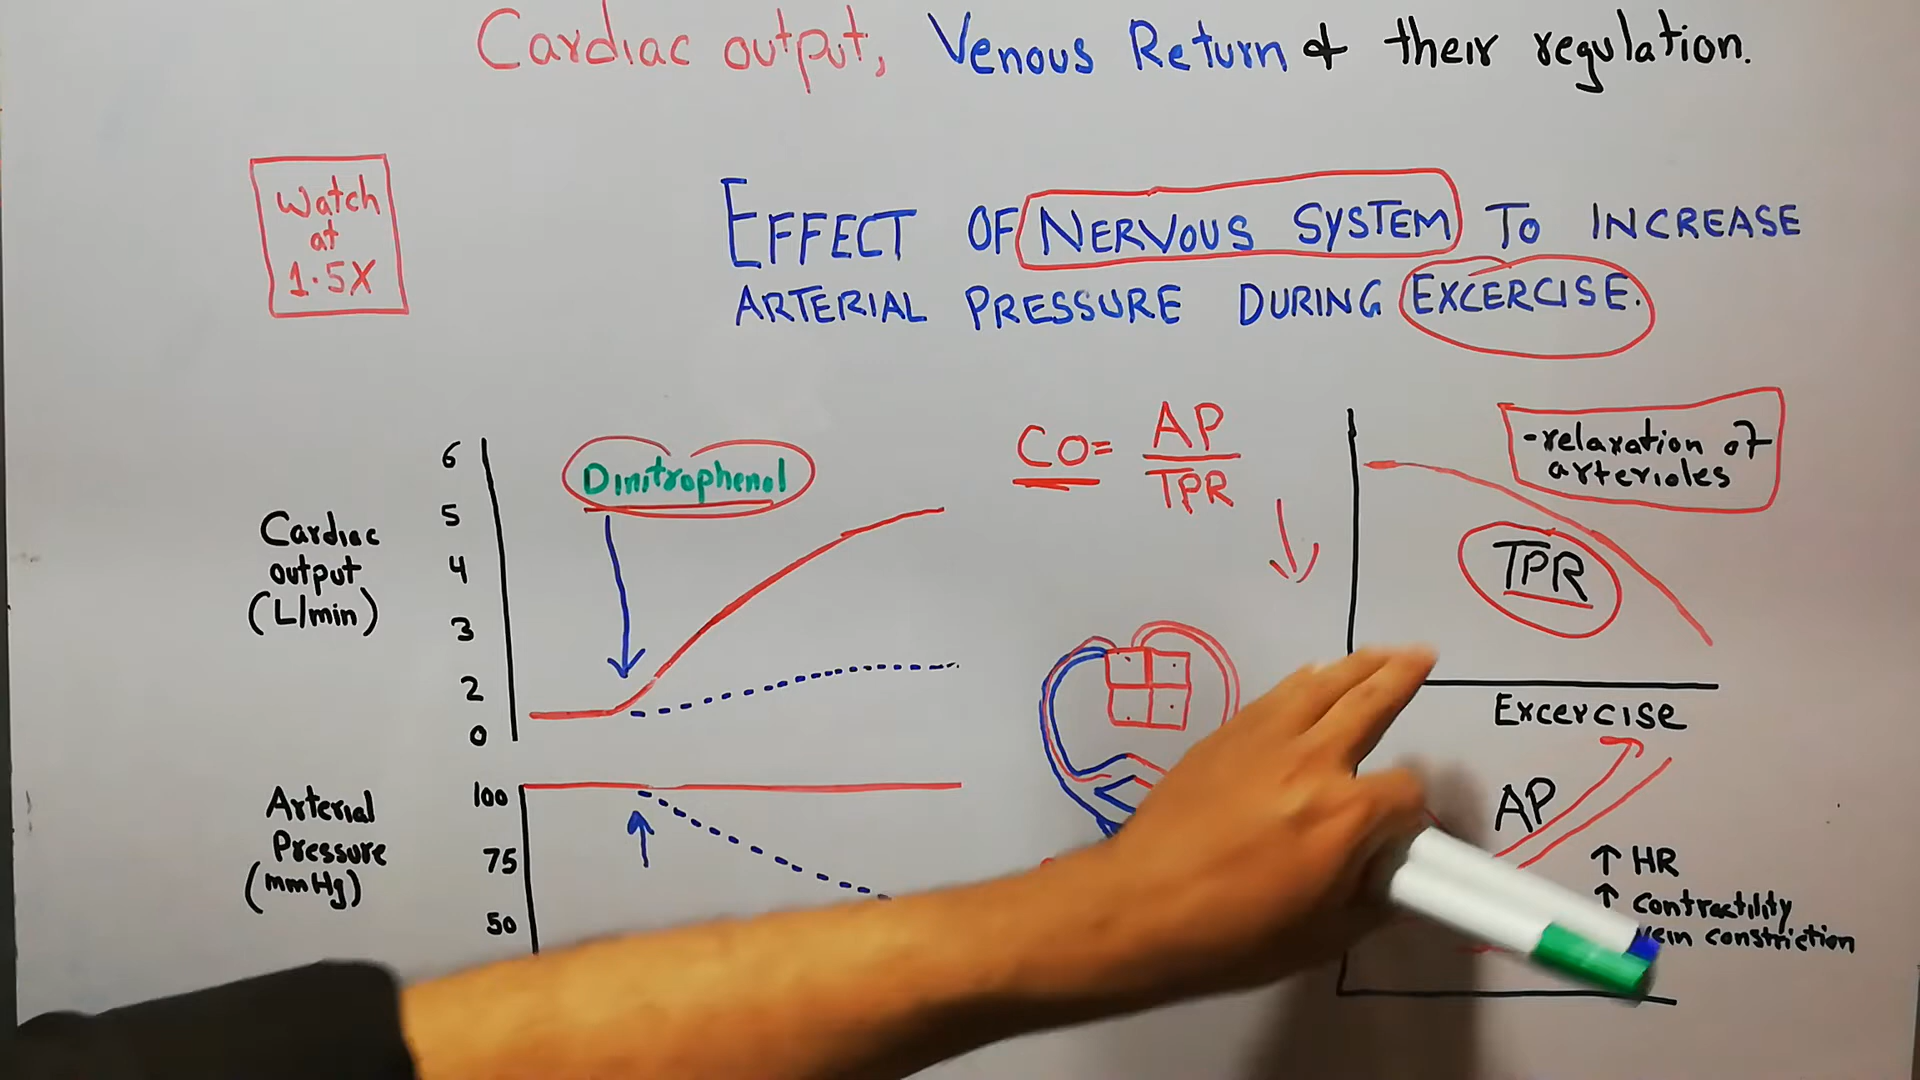 Cardiac output, Venous Return & their regulation.
Watch
at
1.5X
EFFECT OF NERVOUS SYSTEM TO INCREASE
ARTERIAL PRESSURE DURING EXCERCISE.
6
5
4
3
2
0
Cardiac
output
(L/min)
Dinitrophenol
CO = AP
TPR
-relaxation of
arterioles
TPR
Excercise
100
75
50
Arterial
Pressure
(mmHg)
AP
↑ HR
↑ Contractility
vein constriction